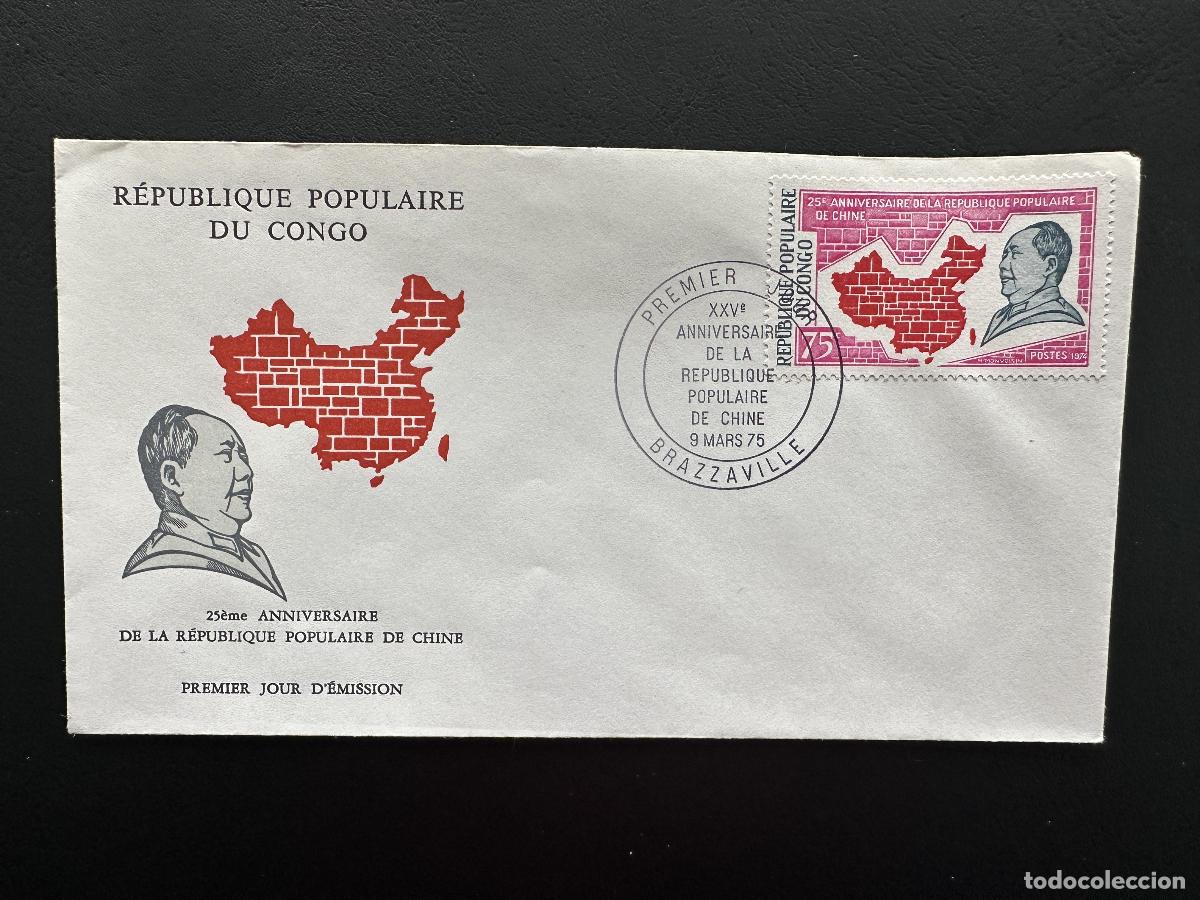 RÉPUBLIQUE POPULAIRE
DU CONGO
25ème ANNIVERSAIRE
DE LA RÉPUBLIQUE POPULAIRE DE CHINE
PREMIER JOUR D'ÉMISSION
PREMIER
XXVe
ANNIVERSAIRE
DE LA
REPUBLIQUE
POPULAIRE
DE CHINE
9 MARS 75
BRAZZAVILLE
REPUBLIQUE POPULAIRE
DU CONGO
25E ANNIVERSAIRE DE LA REPUBLIQUE POPULAIRE
DE CHINE
75
POSTES 1974
MONVOISIN
todocoleccion